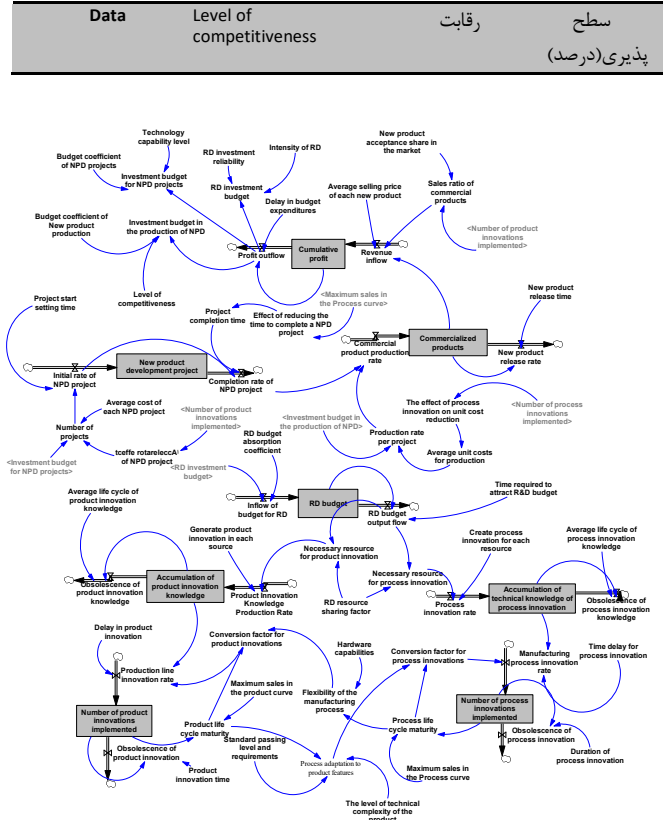 Data
Level of
competitiveness
رقابت
سطح
پذیری(درصد)
Technology
capability level
Budget coefficient
of NPD projects
Investment budget
for NPD projects
RD investment
reliability
Intensity of RD
RD investment
budget
New product
acceptance share in
the market
Average selling price
of each new product
Sales ratio of
commercial
products
Delay in budget
expenditures
Budget coefficient of
New product
production
Investment budget in
the production of NPD
<Number of product
innovations
implemented>
Profit outflow
Cumulative
profit
Revenue
inflow
Level of
competitiveness
Project start
setting time
Project
completion time
Effect of reducing the
time to complete a NPD
project
<Maximum sales in
the Process curve>
New product
release time
Commercial
product production
rate
Commercialized
products
New product
release rate
Initial rate of
NPD project
New product
development project
Completion rate of
NPD project
Average cost of
each NPD project
<Number of product
innovations
implemented>
<Investment budget in
the production of NPD>
The effect of process
innovation on unit cost
reduction
<Number of process
innovations
implemented>
Number of
projects
RD budget
absorption
coefficient
Production rate
per project
<Investment budget
for NPD projects>
tceffe rotareleccA
of NPD project
<RD investment
budget>
Average unit costs
for production
Average life cycle of
product innovation
knowledge
Inflow of
budget for RD
RD budget
RD budget
output flow
Time required to
attract R&D budget
Generate product
innovation in each
source
Necessary resource
for product innovation
Create process
innovation for each
resource
Average life cycle of
process innovation
knowledge
Obsolescence of
product innovation
knowledge
Accumulation of
product innovation
knowledge
Product innovation
Knowledge
Production Rate
Necessary resource
for process innovation
RD resource
sharing factor
Process
innovation rate
Accumulation of
technical knowledge of
process innovation
Obsolescence of
process innovation
knowledge
Delay in product
innovation
Conversion factor for
product innovations
Hardware
capabilities
Conversion factor for
process innovations
Manufacturing
process innovation
rate
Time delay for
process innovation
Production line
innovation rate
Maximum sales in
the product curve
Flexibility of the
manufacturing
process
Number of product
innovations
implemented
Product life
cycle maturity
Process life
cycle maturity
Number of process
innovations
implemented
Obsolescence of
process innovation
Obsolescence of
product innovation
Standard passing
level and
requirements
Process adaptation to
product features
Duration of
process innovation
Product
innovation time
Maximum sales in
the Process curve
The level of technical
complexity of the
product